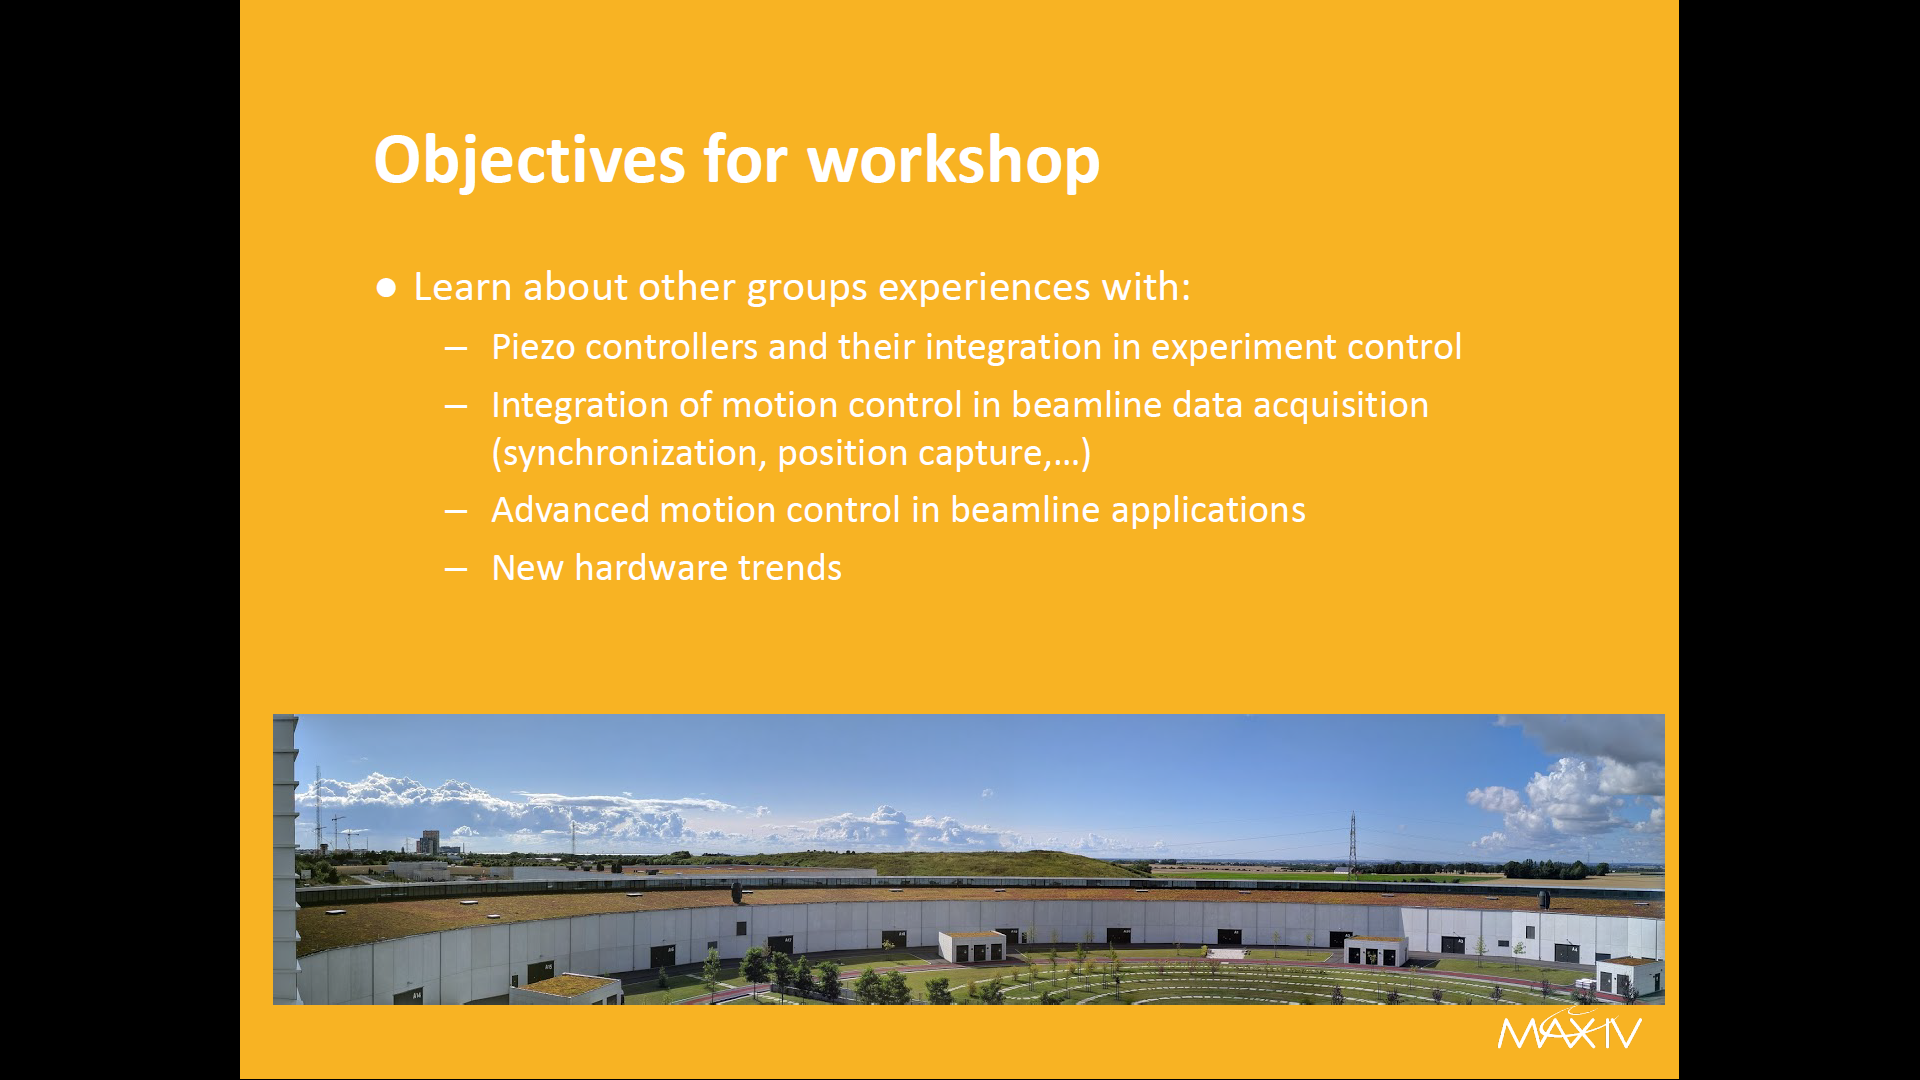 Objectives for workshop
● Learn about other groups experiences with:
– Piezo controllers and their integration in experiment control
– Integration of motion control in beamline data acquisition
(synchronization, position capture,...)
– Advanced motion control in beamline applications
– New hardware trends
MAX IV